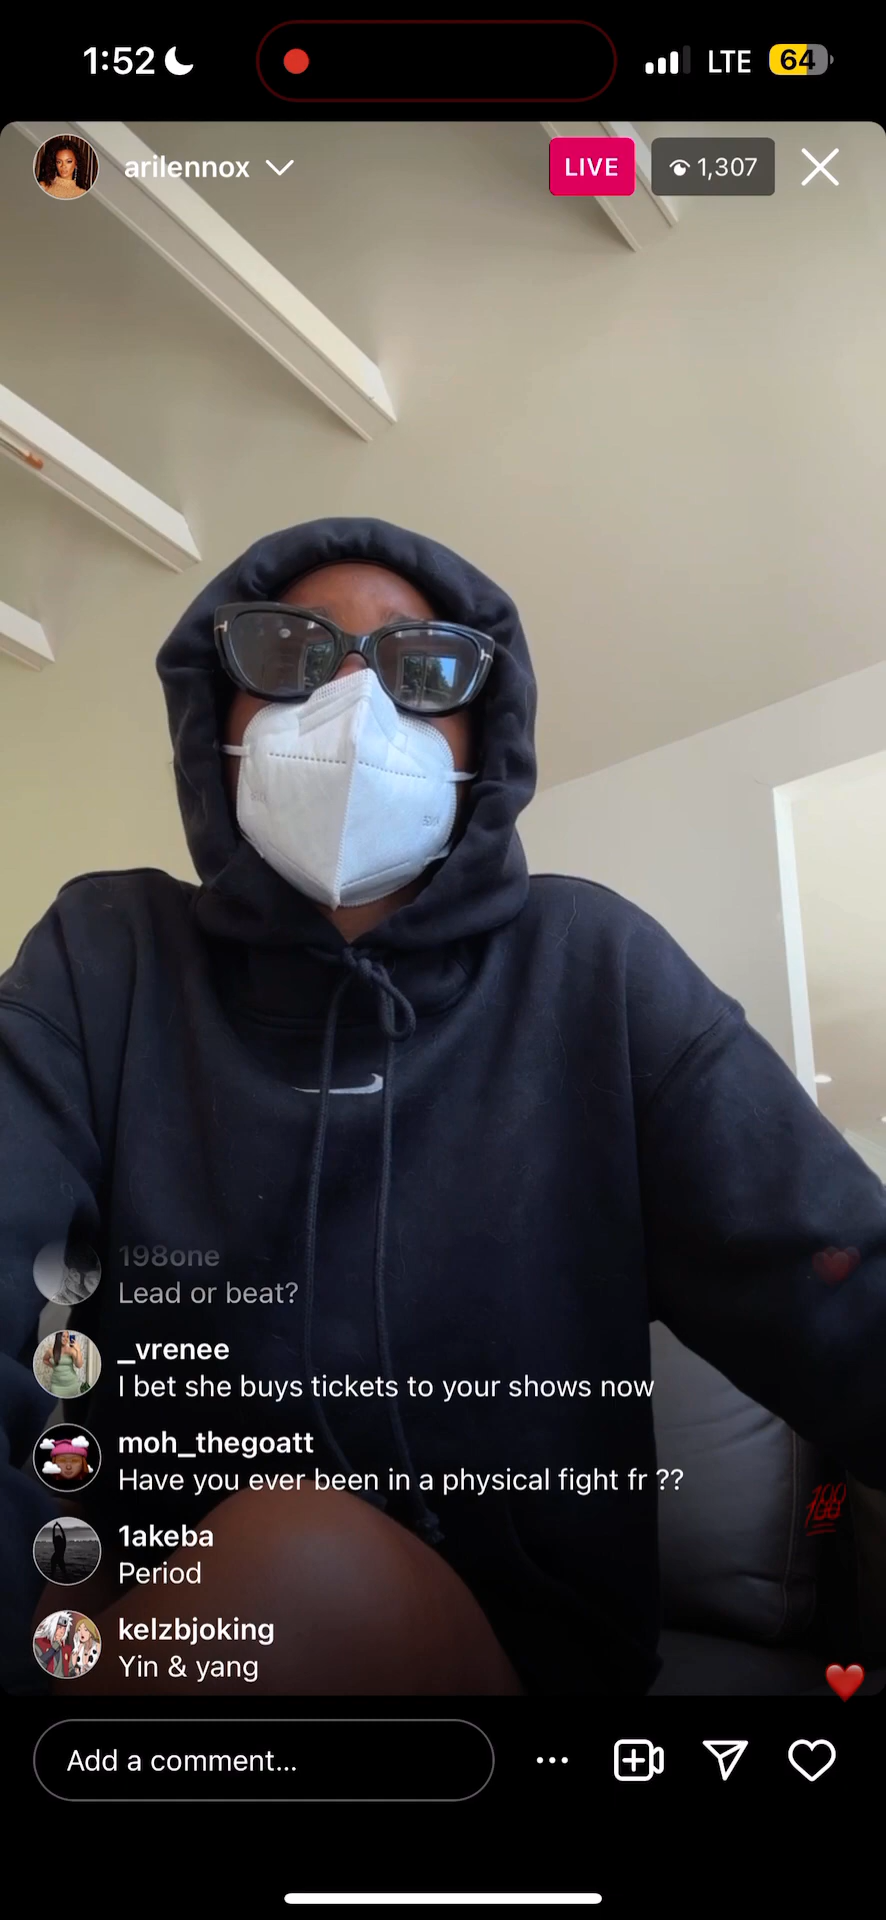 1:52
LTE
64
arilennox
LIVE
1,307
198one
Lead or beat?
_vrenee
I bet she buys tickets to your shows now
moh_thegoatt
Have you ever been in a physical fight fr ??
1akeba
Period
100
kelzbjoking
Yin & yang
Add a comment...